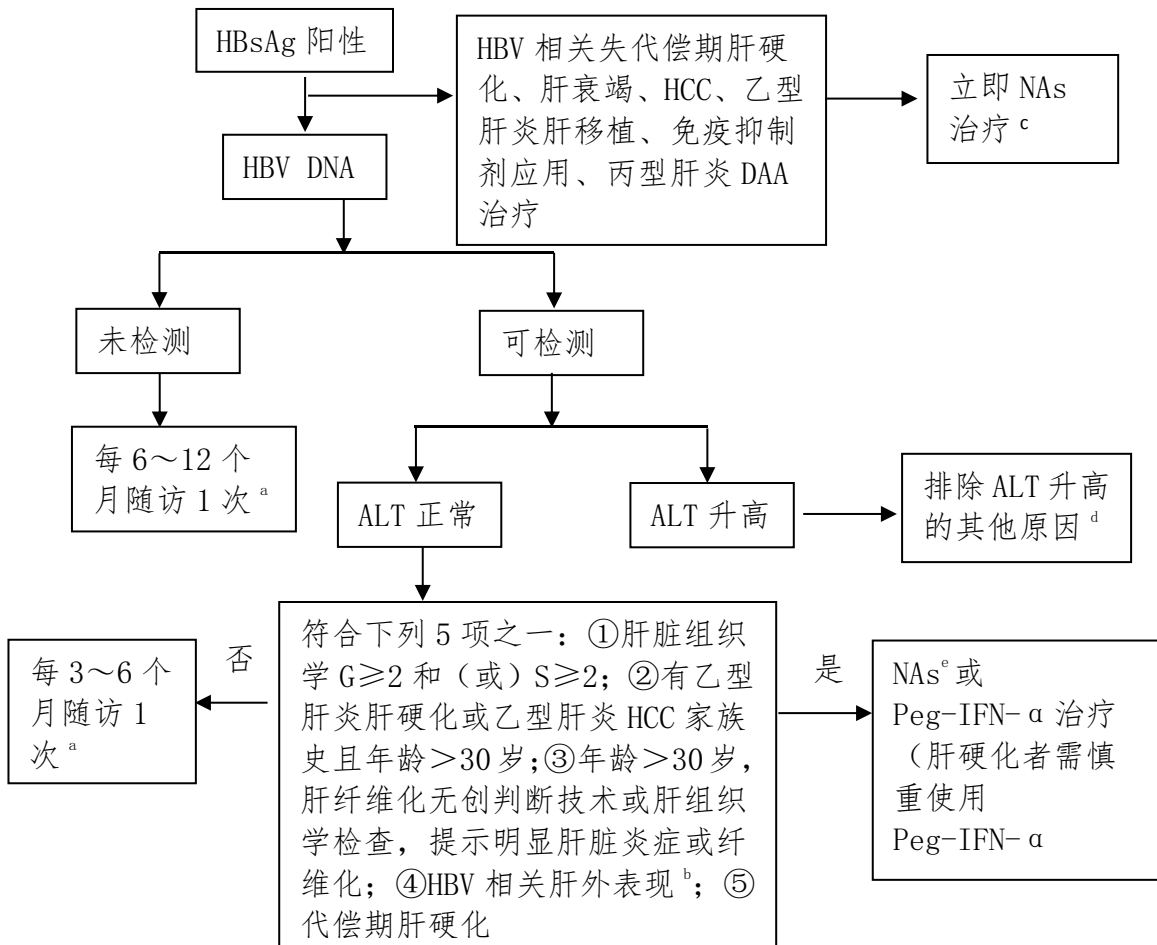 HBsAg 阳性
HBV 相关失代偿期肝硬
化、肝衰竭、HCC、乙型
肝炎肝移植、免疫抑制
剂应用、丙型肝炎 DAA
治疗
立即 NAs
治疗 c
HBV DNA
未检测
可检测
每 6～12 个
月随访 1 次 a
ALT 正常
ALT 升高
排除 ALT 升高
的其他原因 d
每 3～6 个
月随访 1
次 a
否
符合下列 5 项之一：①肝脏组织
学 G≥2 和（或）S≥2；②有乙型
肝炎肝硬化或乙型肝炎 HCC 家族
史且年龄＞30 岁；③年龄＞30 岁，
肝纤维化无创判断技术或肝组织
学检查，提示明显肝脏炎症或纤
维化；④HBV 相关肝外表现 b；⑤
代偿期肝硬化
是
NAs e 或
Peg-IFN-α 治疗
（肝硬化者需慎
重使用
Peg-IFN-α